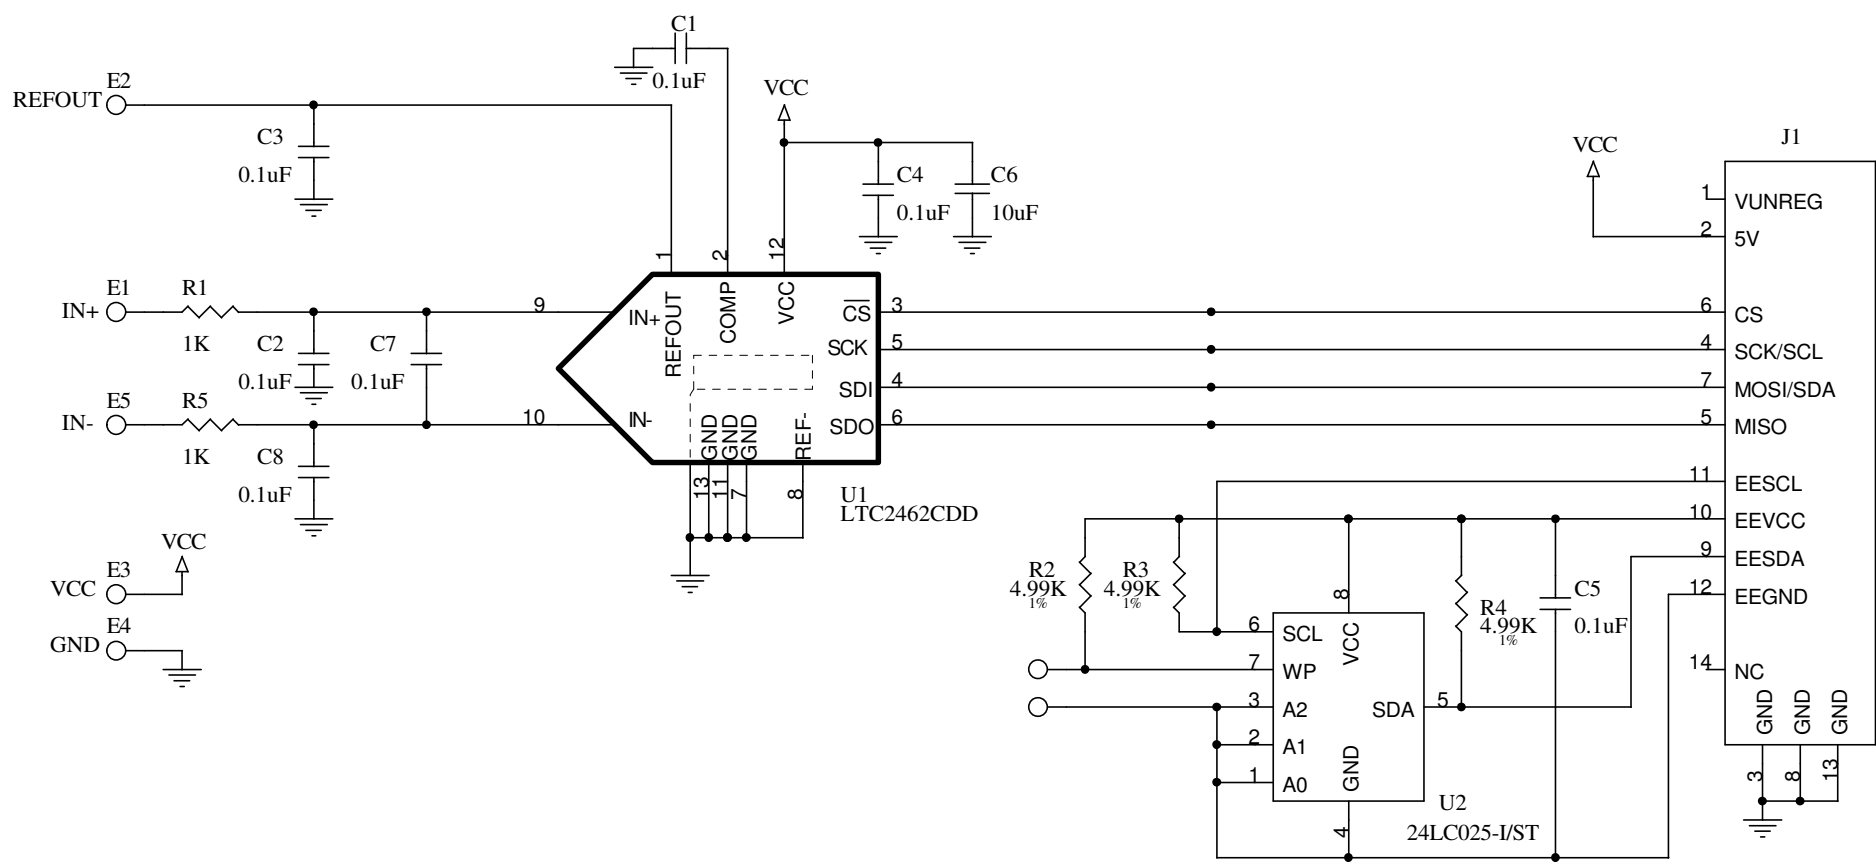 C1
0.1uF
E2
REFOUT
C3
0.1uF
VCC
C4
0.1uF
C6
10uF
1
2
12
E1
IN+
R1
1K
C2
0.1uF
C7
0.1uF
9
E5
IN-
R5
1K
C8
0.1uF
10
IN+
REFOUT
COMP
VCC
CS
SCK
SDI
SDO
IN-
GND
GND
GND
REF-
3
5
4
6
13
11
7
8
U1
LTC2462CDD
VCC
E3
VCC
E4
GND
VCC
J1
1
VUNREG
2
5V
6
CS
4
SCK/SCL
7
MOSI/SDA
5
MISO
11
EESCL
10
EEVCC
9
EESDA
12
EEGND
14
NC
GND
GND
GND
3
8
13
R2
4.99K
1%
R3
4.99K
1%
R4
4.99K
1%
C5
0.1uF
8
6
SCL
VCC
7
WP
3
A2
SDA
5
2
A1
1
A0
GND
4
U2
24LC025-I/ST